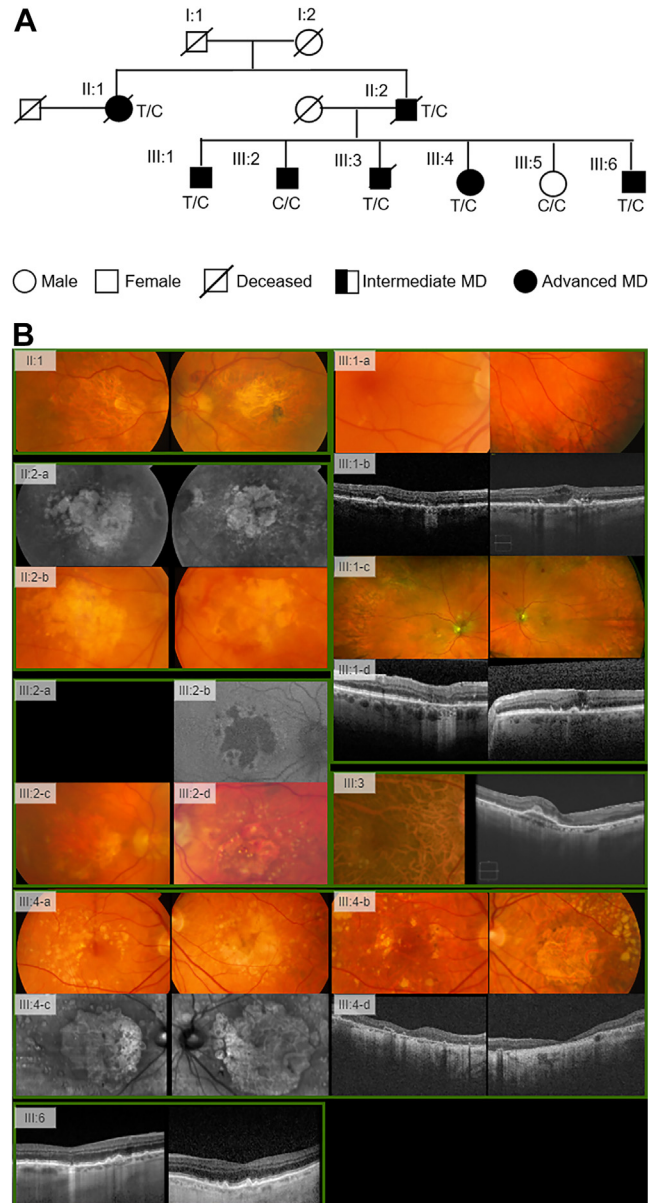 A
I:1 I:2
II:1 T/C II:2 T/C
III:1 III:2 III:3 III:4 III:5 III:6
T/C C/C T/C T/C C/C T/C
Male Female Deceased Intermediate MD Advanced MD
B
II:1 III:1-a
III:1-b
II:2-a
II:2-b III:1-c
III:1-d
III:2-a III:2-b
III:2-c III:2-d III:3
III:4-a III:4-b
III:4-c III:4-d
III:6